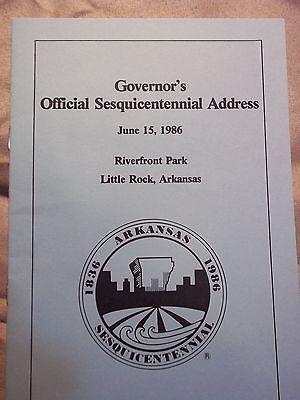 Governor's
Official Sesquicentennial Address
June 15, 1986
Riverfront Park
Little Rock, Arkansas
ARKANSAS
1836 1986
SESQUICENTENNIAL
®